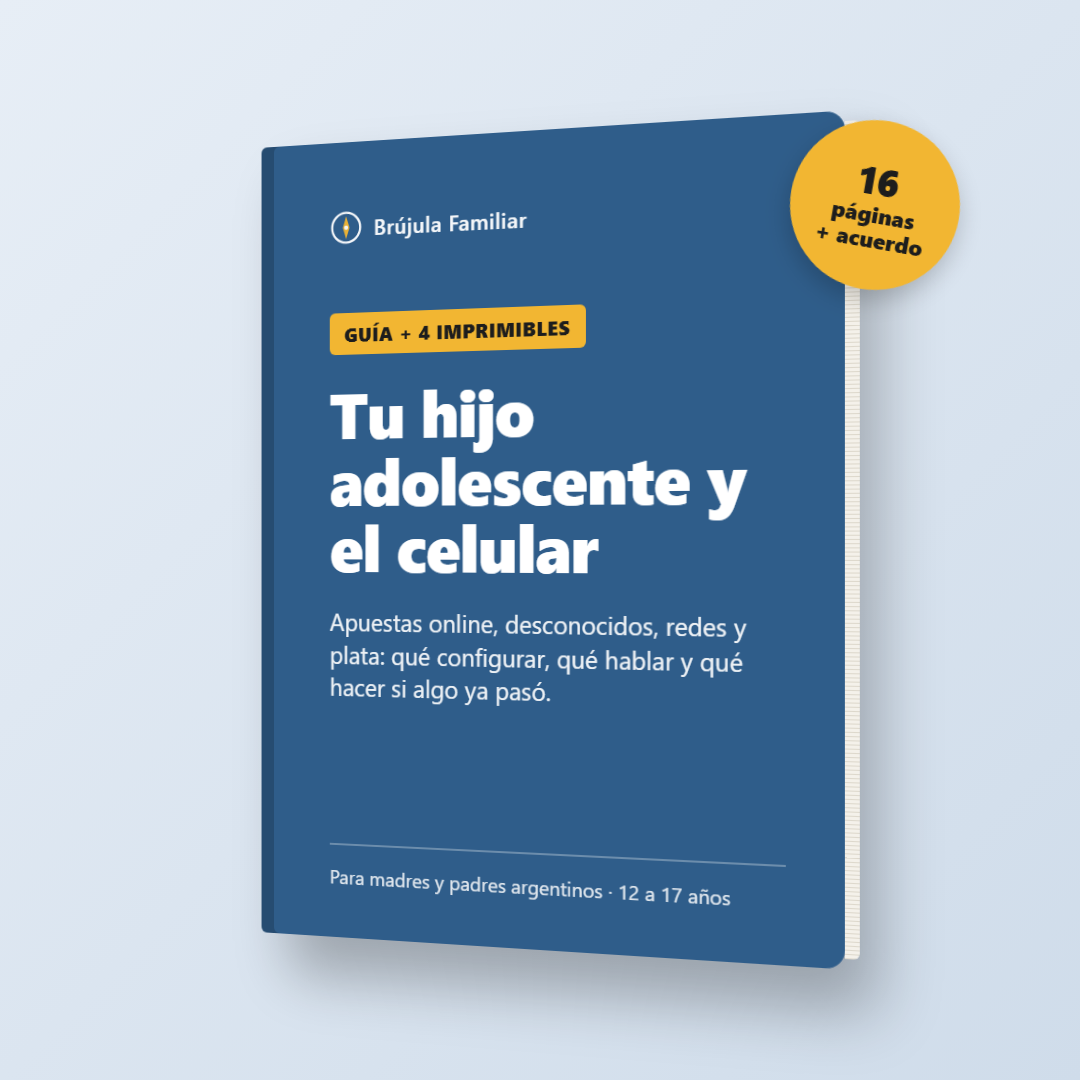 16
páginas
+ acuerdo
Brújula Familiar
GUÍA + 4 IMPRIMIBLES
Tu hijo
adolescente y
el celular
Apuestas online, desconocidos, redes y
plata: qué configurar, qué hablar y qué
hacer si algo ya pasó.
Para madres y padres argentinos · 12 a 17 años